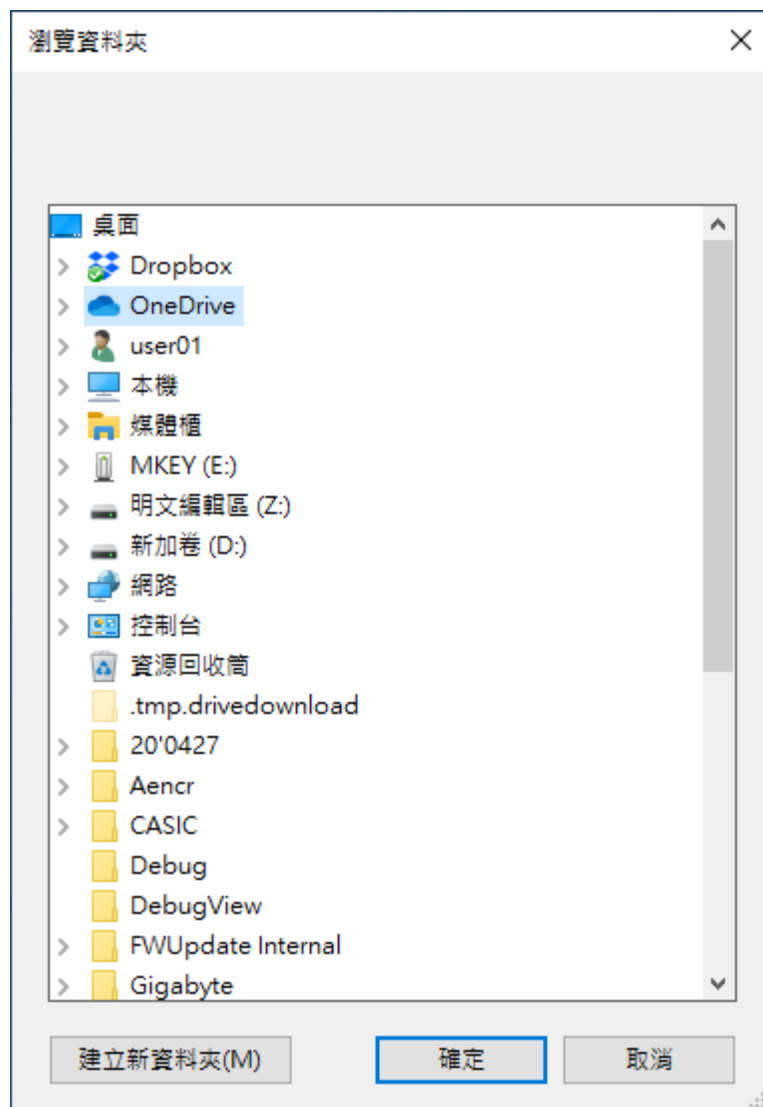 瀏覽資料夾
桌面
Dropbox
OneDrive
user01
本機
媒體櫃
MKEY (E:)
明文編輯區 (Z:)
新加卷 (D:)
網路
控制台
資源回收筒
.tmp.drivedownload
20'0427
Aencr
CASIC
Debug
DebugView
FWUpdate Internal
Gigabyte
建立新資料夾(M) 確定 取消